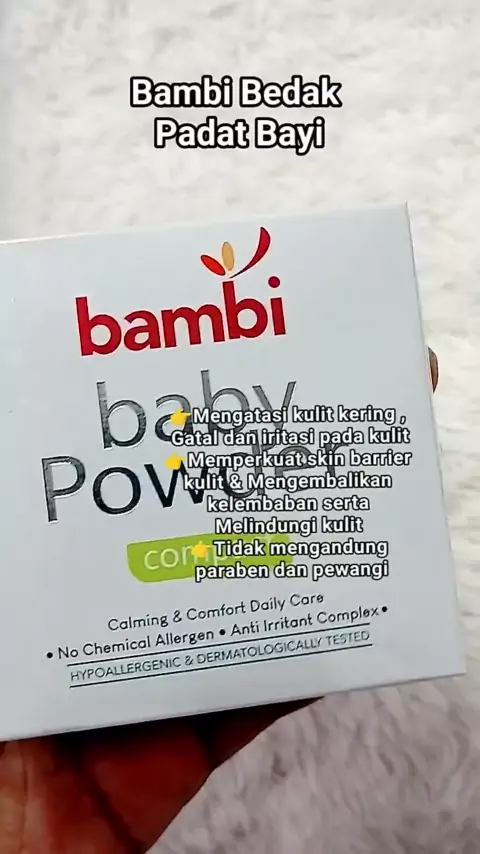 Bambi Bedak
Padat Bayi
bambi
baby
Powder
👉Mengatasi kulit kering ,
Gatal dan iritasi pada kulit
👉Memperkuat skin barrier
kulit & Mengembalikan
kelembaban serta
Melindungi kulit
👉Tidak mengandung
paraben dan pewangi
Calming & Comfort Daily Care
• No Chemical Allergen • Anti Irritant Complex •
HYPOALLERGENIC & DERMATOLOGICALLY TESTED